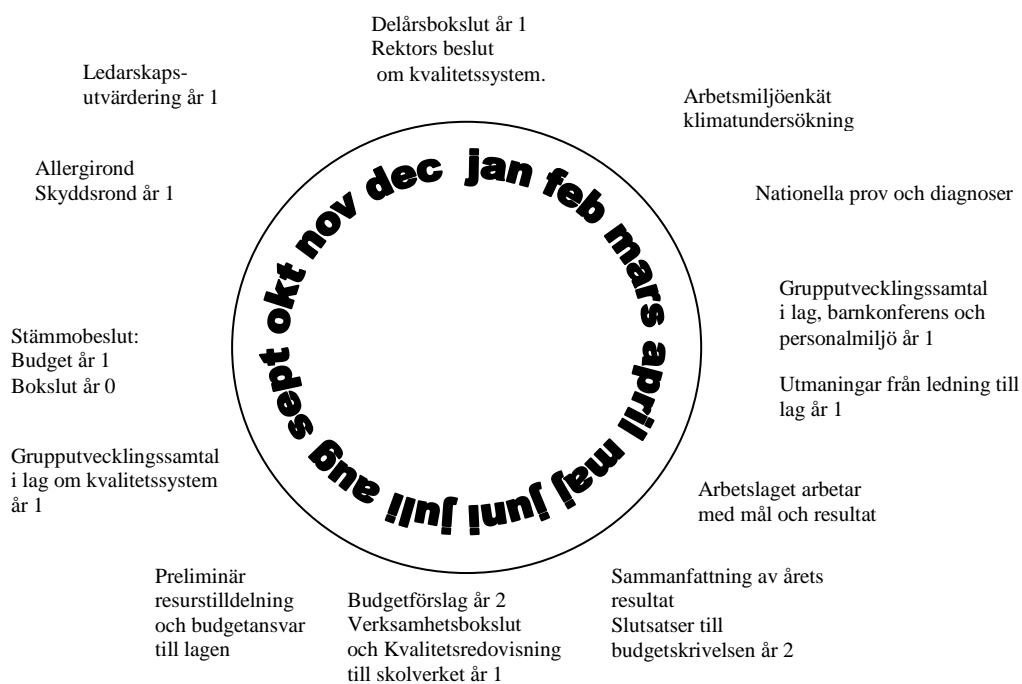 Delårsbokslut år 1
Rektors beslut
om kvalitetssystem.
Ledarskaps-
utvärdering år 1
Arbetsmiljöenkät
klimatundersökning
Allergirond
Skyddsrond år 1
Nationella prov och diagnoser
jan feb mars april maj juni juli aug sept okt nov dec
Grupputvecklingssamtal
i lag, barnkonferens och
personalmiljö år 1
Stämmobeslut:
Budget år 1
Bokslut år 0
Utmaningar från ledning till
lag år 1
Grupputvecklingssamtal
i lag om kvalitetssystem
år 1
Arbetslaget arbetar
med mål och resultat
Preliminär
resurstilldelning
och budgetansvar
till lagen
Budgetförslag år 2
Verksamhetsbokslut
och Kvalitetsredovisning
till skolverket år 1
Sammanfattning av årets
resultat
Slutsatser till
budgetskrivelsen år 2